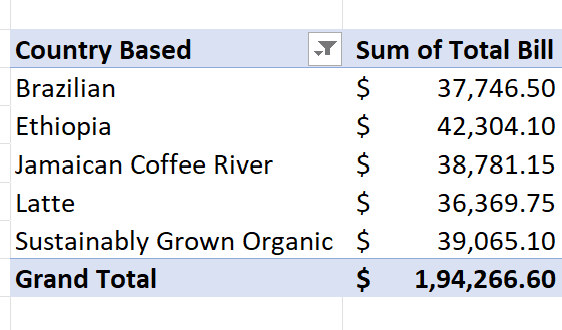 Country Based Sum of Total Bill
Brazilian $ 37,746.50
Ethiopia $ 42,304.10
Jamaican Coffee River $ 38,781.15
Latte $ 36,369.75
Sustainably Grown Organic $ 39,065.10
Grand Total $ 1,94,266.60